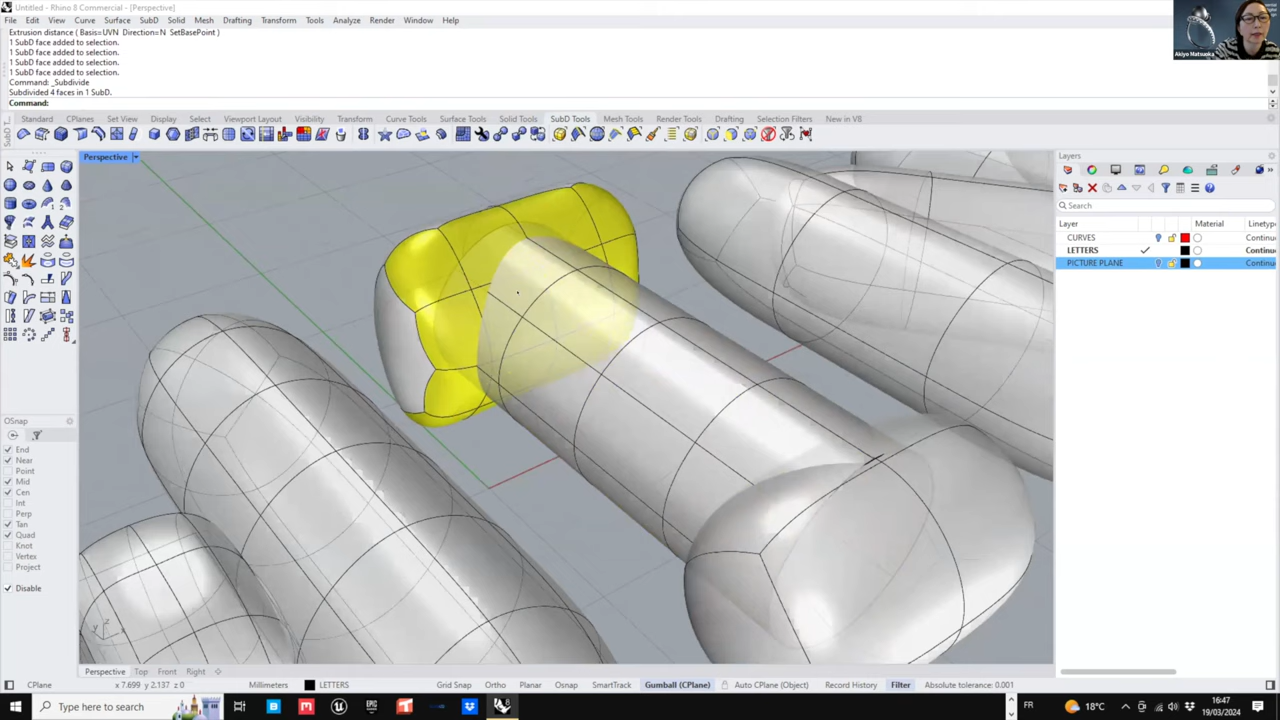 Untitled - Rhino 8 Commercial - [Perspective]
File Edit View Curve Surface SubD Solid Mesh Drafting Transform Tools Analyze Render Window Help
Extrusion distance ( Basis=UVN Direction=N SetBasePoint )
1 SubD face added to selection.
1 SubD face added to selection.
1 SubD face added to selection.
1 SubD face added to selection.
Command: _Subdivide
Subdivided 4 faces in 1 SubD.
Command:
Akiyo Matsuoka
Standard CPlanes Set View Display Select Viewport Layout Visibility Transform Curve Tools Surface Tools Solid Tools SubD Tools Mesh Tools Render Tools Drafting Selection Filters New in V8
SubD T
Perspective
Layers
Search
Layer Material Linetype
CURVES Continu
LETTERS Continu
PICTURE PLANE Continu
OSnap
End
Near
Point
Mid
Cen
Int
Perp
Tan
Quad
Knot
Vertex
Project
Disable
z
y
x
Perspective Top Front Right
CPlane x 7.699 y 2.137 z 0 Millimeters LETTERS Grid Snap Ortho Planar Osnap SmartTrack Gumball (CPlane) Auto CPlane (Object) Record History Filter Absolute tolerance: 0.001
Type here to search
18°C
FR
16:47
19/03/2024